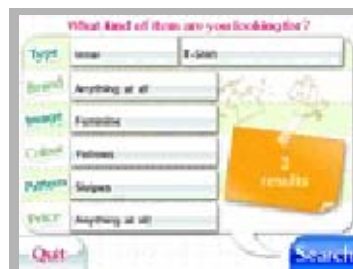 What kind of item are you looking for?
Type Inner T-Shirt
Brand Anything at all
Image Feminine
Colour Yellows
Pattern Stripes
Price Anything at all
2
results
Quit Search